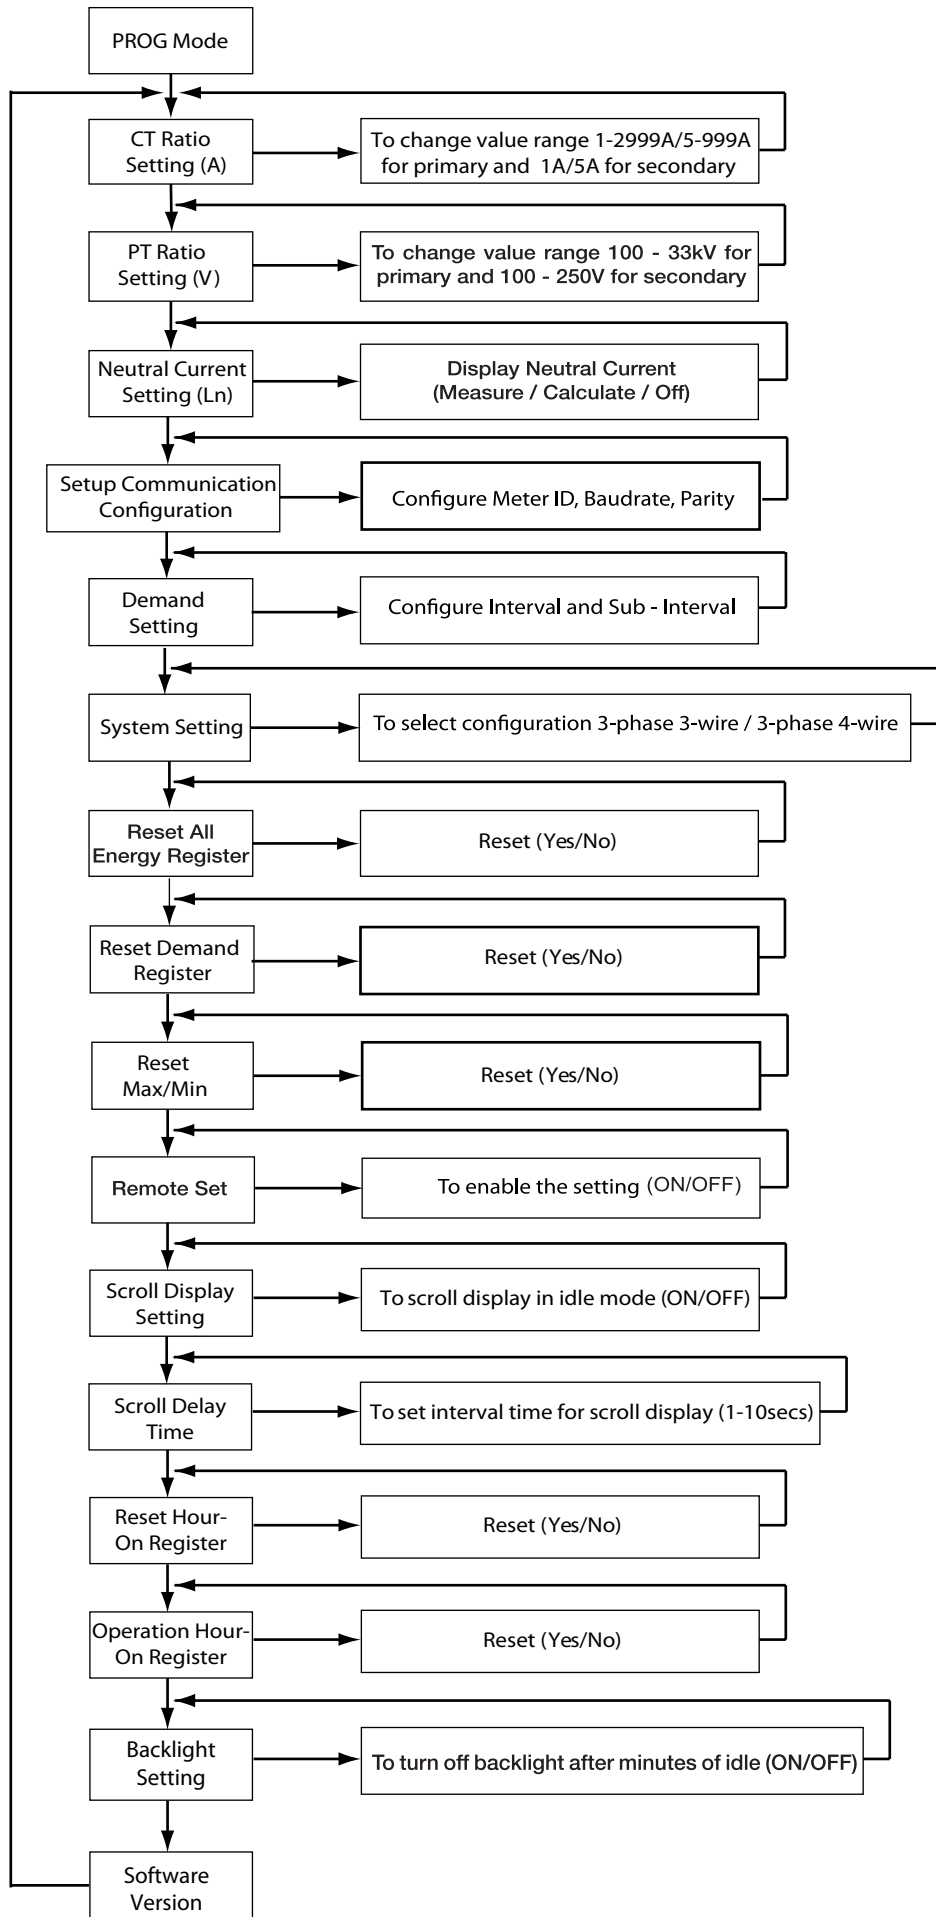 PROG Mode
CT Ratio
Setting (A)
To change value range 1-2999A/5-999A
for primary and 1A/5A for secondary
PT Ratio
Setting (V)
To change value range 100 - 33kV for
primary and 100 - 250V for secondary
Neutral Current
Setting (Ln)
Display Neutral Current
(Measure / Calculate / Off)
Setup Communication
Configuration
Configure Meter ID, Baudrate, Parity
Demand
Setting
Configure Interval and Sub - Interval
System Setting
To select configuration 3-phase 3-wire / 3-phase 4-wire
Reset All
Energy Register
Reset (Yes/No)
Reset Demand
Register
Reset (Yes/No)
Reset
Max/Min
Reset (Yes/No)
Remote Set
To enable the setting (ON/OFF)
Scroll Display
Setting
To scroll display in idle mode (ON/OFF)
Scroll Delay
Time
To set interval time for scroll display (1-10secs)
Reset Hour-
On Register
Reset (Yes/No)
Operation Hour-
On Register
Reset (Yes/No)
Backlight
Setting
To turn off backlight after minutes of idle (ON/OFF)
Software
Version